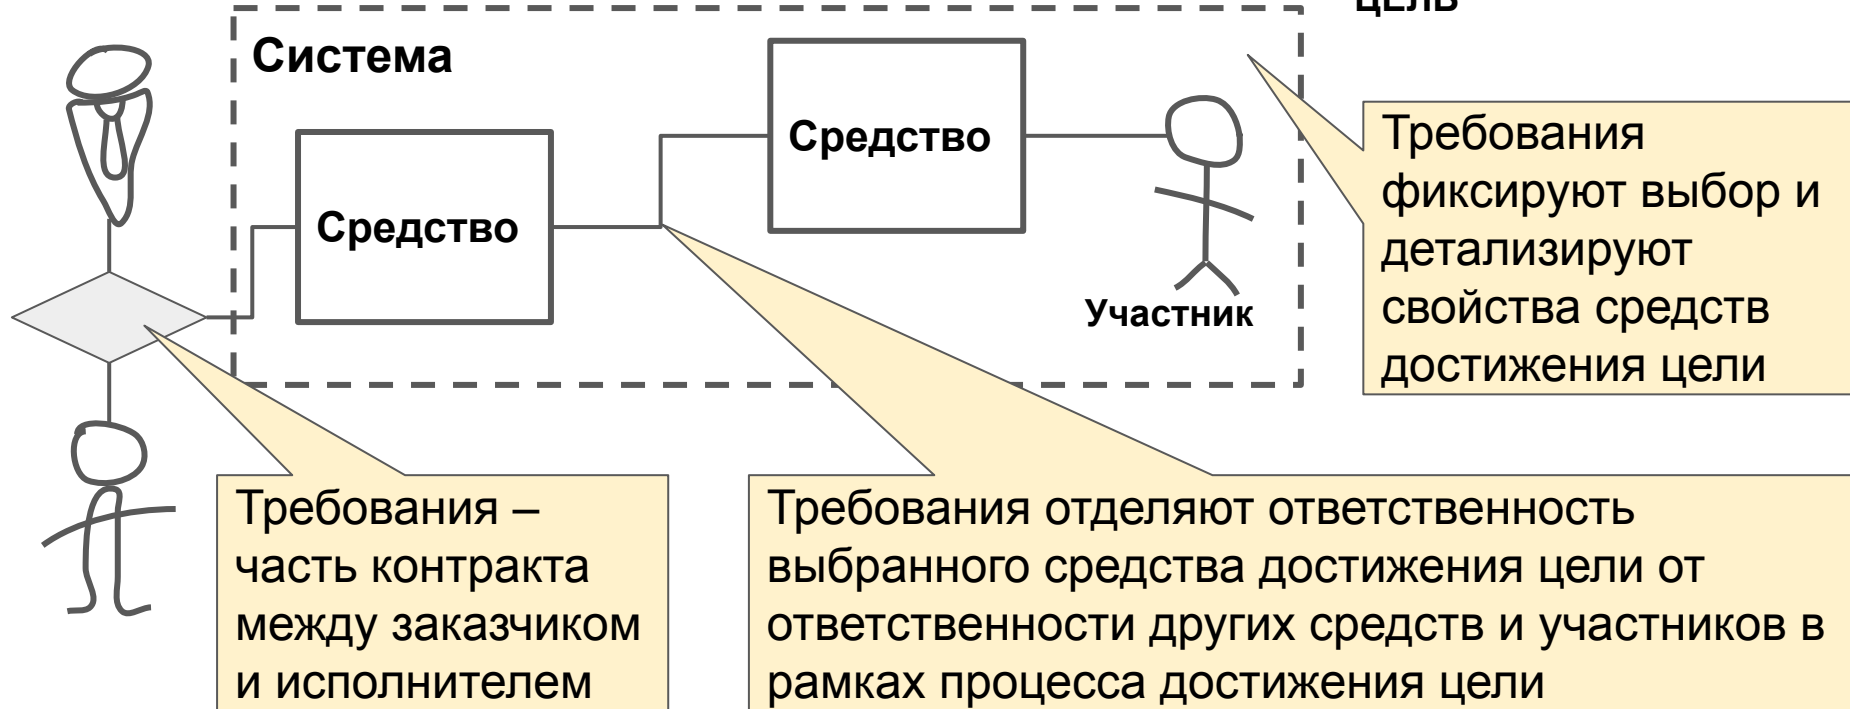 ЦЕЛЬ
Система
Средство
Средство
Участник
Требования
фиксируют выбор и
детализируют
свойства средств
достижения цели
Требования –
часть контракта
между заказчиком
и исполнителем
Требования отделяют ответственность
выбранного средства достижения цели от
ответственности других средств и участников в
рамках процесса достижения цели